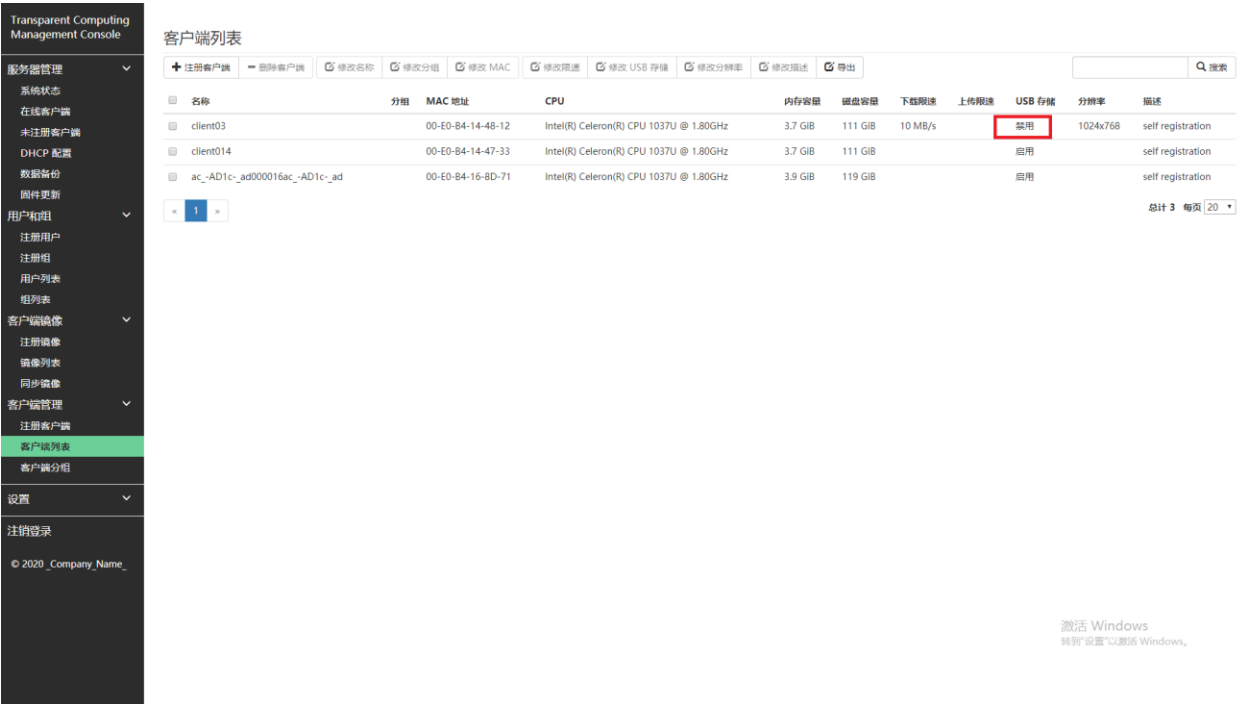 Transparent Computing
Management Console
服务器管理
系统状态
在线客户端
未注册客户端
DHCP 配置
数据备份
固件更新
用户和组
注册用户
注册组
用户列表
组列表
客户端镜像
注册镜像
镜像列表
同步镜像
客户端管理
注册客户端
客户端列表
客户端分组
设置
注销登录
© 2020 _Company_Name_
客户端列表
注册客户端 删除客户端 修改名称 修改分组 修改 MAC 修改限速 修改 USB 存储 修改分辨率 修改描述 导出 搜索
名称 分组 MAC 地址 CPU 内存容量 磁盘容量 下载限速 上传限速 USB 存储 分辨率 描述
client03 00-E0-B4-14-48-12 Intel(R) Celeron(R) CPU 1037U @ 1.80GHz 3.7 GiB 111 GiB 10 MB/s 禁用 1024x768 self registration
client014 00-E0-B4-14-47-33 Intel(R) Celeron(R) CPU 1037U @ 1.80GHz 3.7 GiB 111 GiB 启用 self registration
ac_-AD1c-_ad000016ac_-AD1c-_ad 00-E0-B4-16-8D-71 Intel(R) Celeron(R) CPU 1037U @ 1.80GHz 3.9 GiB 119 GiB 启用 self registration
« 1 » 总计 3 每页 20
激活 Windows
转到"设置"以激活 Windows。